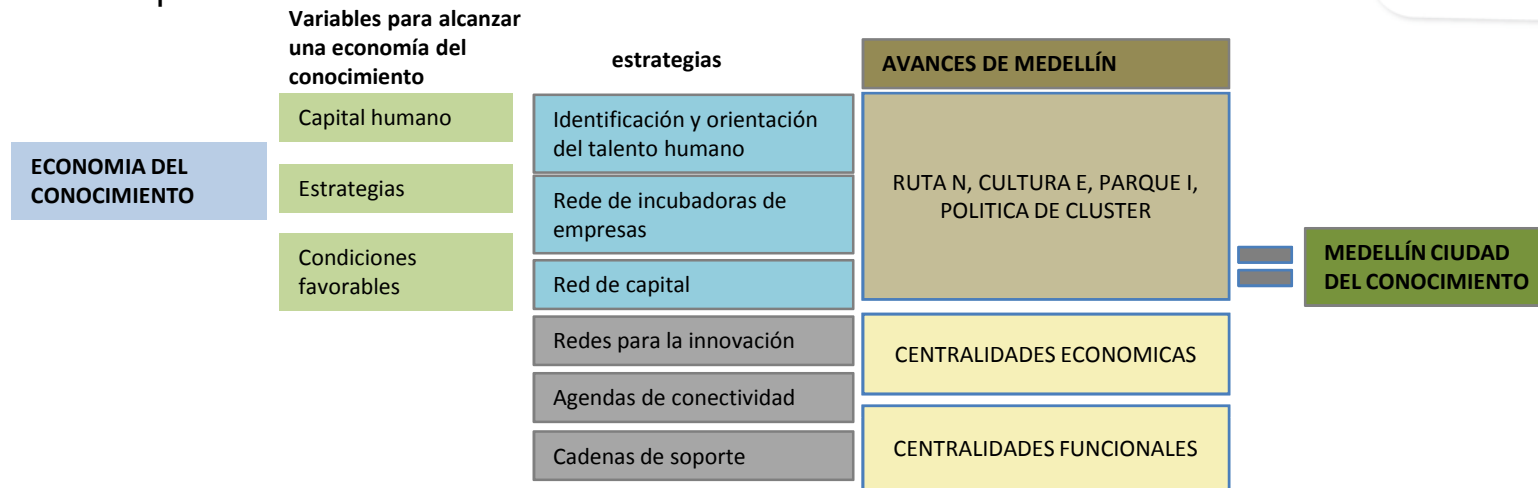 Variables para alcanzar
una economía del
conocimiento
estrategias
AVANCES DE MEDELLÍN
ECONOMIA DEL
CONOCIMIENTO
Capital humano
Estrategias
Condiciones
favorables
Identificación y orientación
del talento humano
Rede de incubadoras de
empresas
Red de capital
Redes para la innovación
Agendas de conectividad
Cadenas de soporte
RUTA N, CULTURA E, PARQUE I,
POLITICA DE CLUSTER
CENTRALIDADES ECONOMICAS
CENTRALIDADES FUNCIONALES
MEDELLÍN CIUDAD
DEL CONOCIMIENTO